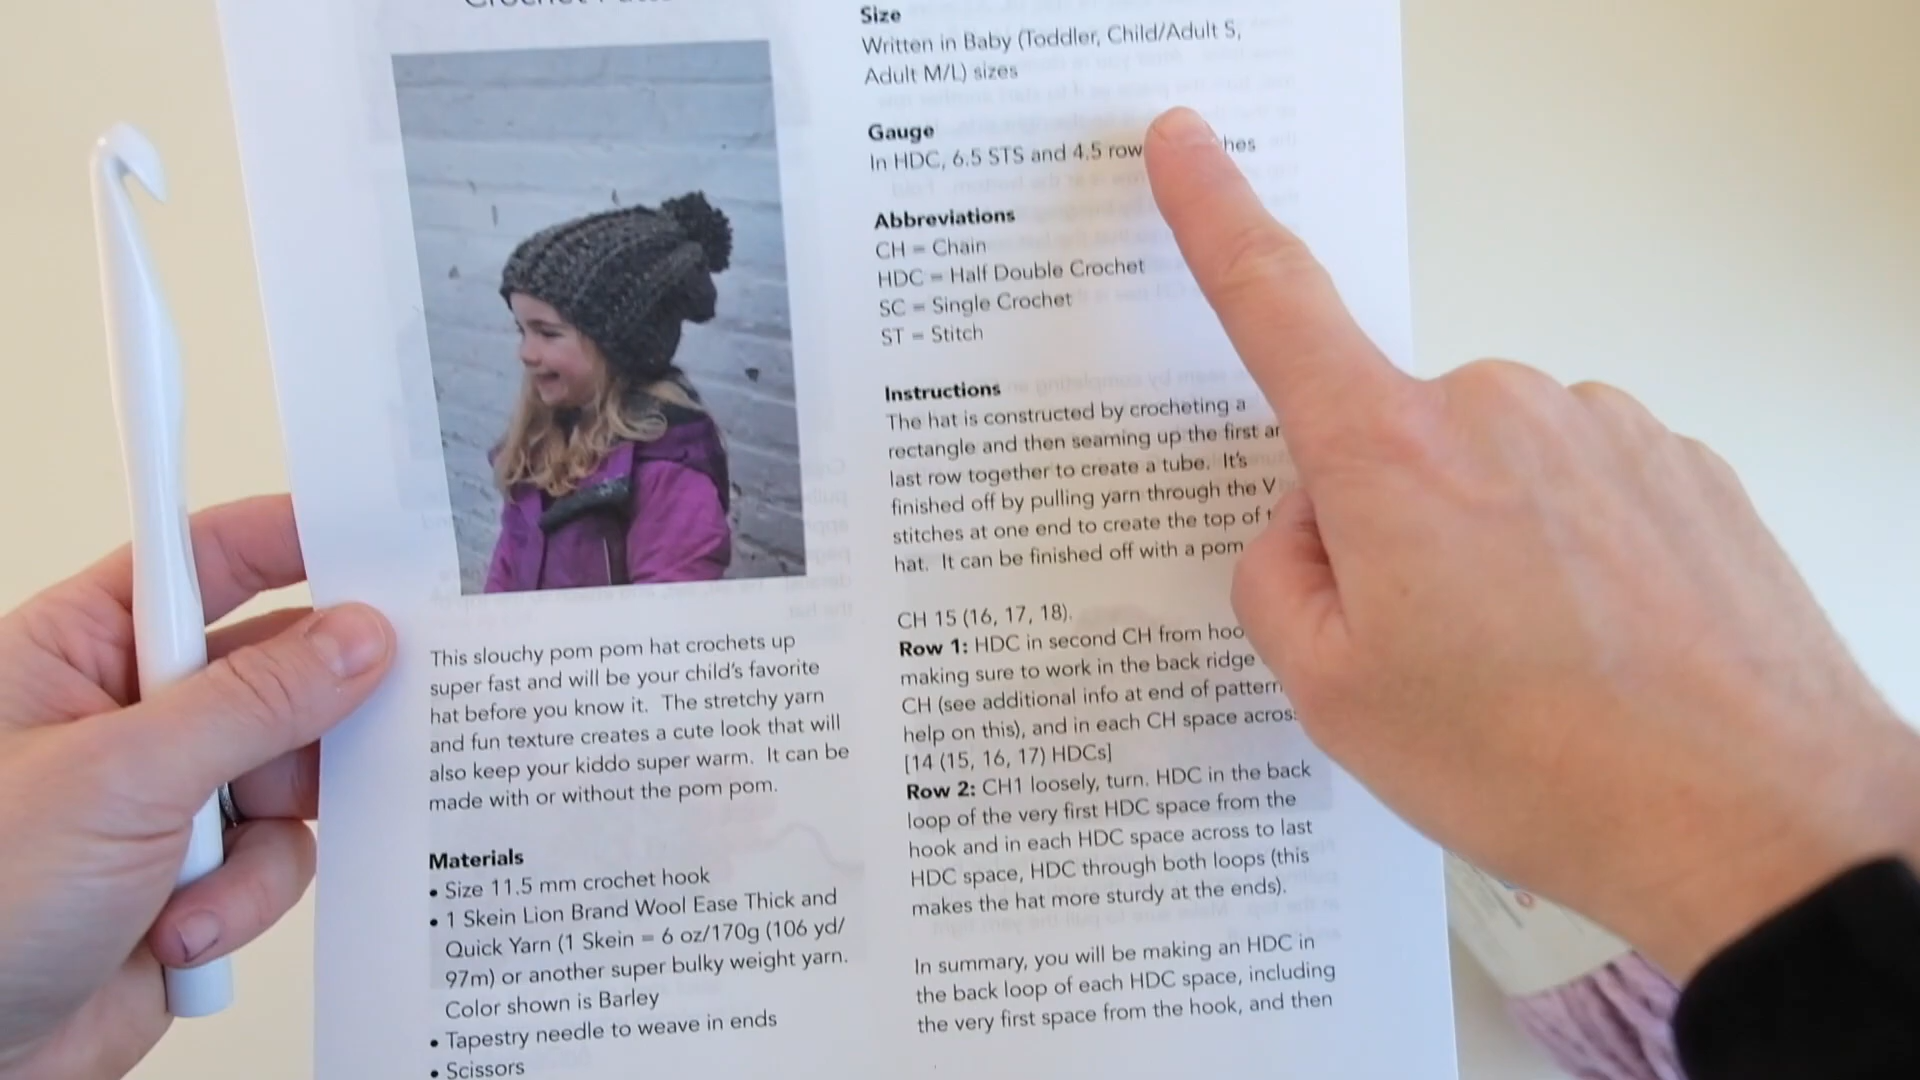 Crochet
This slouchy pom pom hat crochets up
super fast and will be your child's favorite
hat before you know it. The stretchy yarn
and fun texture creates a cute look that will
also keep your kiddo super warm. It can be
made with or without the pom pom.
Materials
• Size 11.5 mm crochet hook
• 1 Skein Lion Brand Wool Ease Thick and
Quick Yarn (1 Skein = 6 oz/170g (106 yd/
97m) or another super bulky weight yarn.
Color shown is Barley
• Tapestry needle to weave in ends
• Scissors
Size
Written in Baby (Toddler, Child/Adult S,
Adult M/L) sizes
Gauge
In HDC, 6.5 STS and 4.5 row hes
Abbreviations
CH = Chain
HDC = Half Double Crochet
SC = Single Crochet
ST = Stitch
Instructions
The hat is constructed by crocheting a
rectangle and then seaming up the first
last row together to create a tube. It's
finished off by pulling yarn through the V
stitches at one end to create the top of
hat. It can be finished off with a pom
CH 15 (16, 17, 18).
Row 1: HDC in second CH from hoo
making sure to work in the back ridge
CH (see additional info at end of pattern
help on this), and in each CH space acros
[14 (15, 16, 17) HDCs]
Row 2: CH1 loosely, turn. HDC in the back
loop of the very first HDC space from the
hook and in each HDC space across to last
HDC space, HDC through both loops (this
makes the hat more sturdy at the ends).
In summary, you will be making an HDC in
the back loop of each HDC space, including
the very first space from the hook, and then